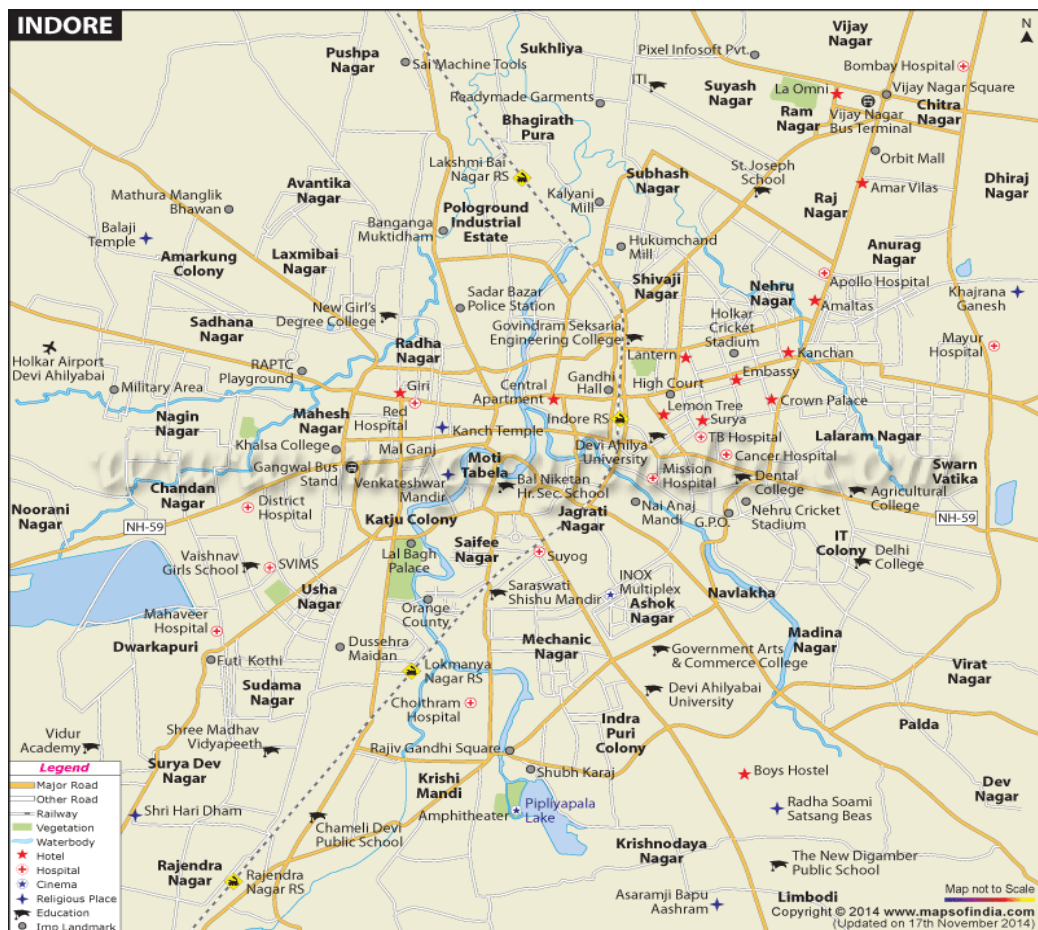 INDORE
N
Pushpa
Nagar
Sai Machine Tools
Sukhliya
Pixel Infosoft Pvt.
Vijay
Nagar
Bombay Hospital
ITI
Suyash
Nagar
La Omni
Vijay Nagar Square
Readymade Garments
Ram
Nagar
Vijay Nagar
Bus Terminal
Chitra
Nagar
Bhagirath
Pura
Orbit Mall
Lakshmi Bai
Nagar RS
Subhash
Nagar
St. Joseph
School
Amar Vilas
Dhiraj
Nagar
Avantika
Nagar
Mathura Manglik
Bhawan
Kalyani
Mill
Raj
Nagar
Pologround
Industrial
Estate
Banganga
Muktidham
Balaji
Temple
Amarkung
Colony
Laxmibai
Nagar
Hukumchand
Mill
Anurag
Nagar
Shivaji
Nagar
Nehru
Nagar
Apollo Hospital
Amaltas
Khajrana
Ganesh
New Girl's
Degree College
Sadar Bazar
Police Station
Sadhana
Nagar
Govindram Seksaria
Engineering College
Holkar
Cricket
Stadium
Radha
Nagar
Mayur
Hospital
Holkar Airport
Devi Ahilyabai
RAPTC
Playground
Lantern
Kanchan
Military Area
Giri
Central
Apartment
Gandhi
Hall
High Court
Embassy
Crown Palace
Nagin
Nagar
Mahesh
Nagar
Red
Hospital
Indore RS
Lemon Tree
Surya
Kanch Temple
Khalsa College
Mal Ganj
Devi Ahilya
University
TB Hospital
Lalaram Nagar
Cancer Hospital
www.mapsofindia.com
Gangwal Bus
Stand
Moti
Tabela
Venkateshwar
Mandir
Bal Niketan
Hr. Sec. School
Mission
Hospital
Dental
College
Swarn
Vatika
Chandan
Nagar
Agricultural
College
District
Hospital
Noorani
Nagar
Jagrati
Nagar
Nai Anaj
Mandi
G.P.O.
Nehru Cricket
Stadium
NH-59
NH-59
Katju Colony
Lal Bagh
Palace
Saifee
Nagar
IT
Colony
Vaishnav
Girls School
SVIMS
Suyog
Delhi
College
Usha
Nagar
Saraswati
Shishu Mandir
INOX
Multiplex
Navlakha
Orange
County
Ashok
Nagar
Mahaveer
Hospital
Dwarkapuri
Dussehra
Maidan
Mechanic
Nagar
Madina
Nagar
Futi Kothi
Lokmanya
Nagar RS
Government Arts
& Commerce College
Virat
Nagar
Sudama
Nagar
Devi Ahilyabai
University
Choithram
Hospital
Indra
Puri
Colony
Palda
Vidur
Academy
Shree Madhav
Vidyapeeth
Rajiv Gandhi Square
Surya Dev
Nagar
Krishi
Mandi
Shubh Karaj
Boys Hostel
Dev
Nagar
Amphitheater
Pipliyapala
Lake
Shri Hari Dham
Radha Soami
Satsang Beas
Chameli Devi
Public School
Krishnodaya
Nagar
Rajendra
Nagar
Rajendra
Nagar RS
The New Digamber
Public School
Asaramji Bapu
Aashram
Limbodi
Legend
Major Road
Other Road
Railway
Vegetation
Waterbody
Hotel
Hospital
Cinema
Religious Place
Education
Imp Landmark
Map not to Scale
Copyright © 2014 www.mapsofindia.com
(Updated on 17th November 2014)